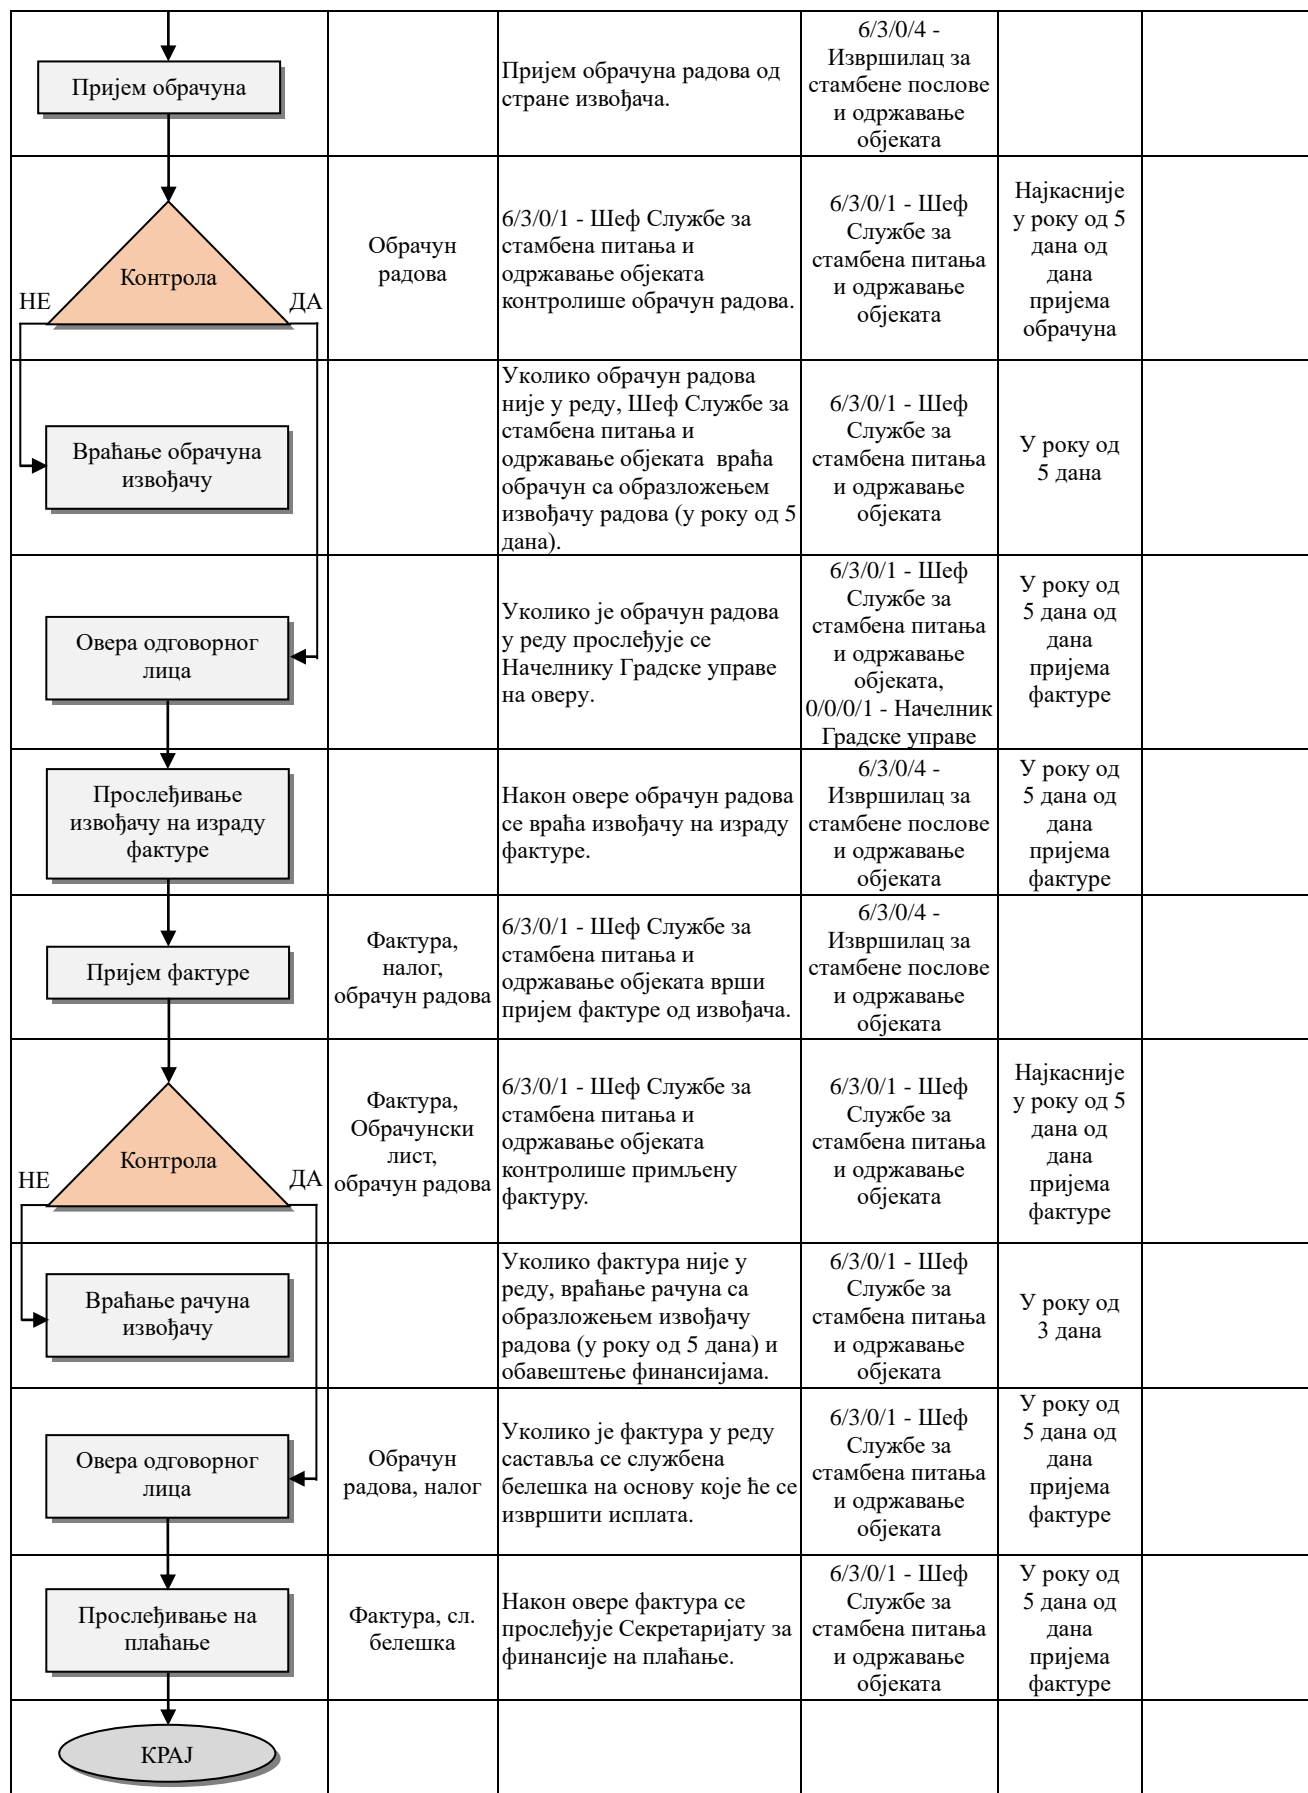 Пријем обрачуна
Пријем обрачуна радова од
стране извођача.
6/3/0/4 -
Извршилац за
стамбене послове
и одржавање
објеката
Контрола
НЕ
ДА
Обрачун
радова
6/3/0/1 - Шеф Службе за
стамбена питања и
одржавање објеката
контролише обрачун радова.
6/3/0/1 - Шеф
Службе за
стамбена питања
и одржавање
објеката
Најкасније
у року од 5
дана од
дана
пријема
обрачуна
Враћање обрачуна
извођачу
Уколико обрачун радова
није у реду, Шеф Службе за
стамбена питања и
одржавање објеката  враћа
обрачун са образложењем
извођачу радова (у року од 5
дана).
6/3/0/1 - Шеф
Службе за
стамбена питања
и одржавање
објеката
У року од
5 дана
Овера одговорног
лица
Уколико је обрачун радова
у реду прослеђује се
Начелнику Градске управе
на оверу.
6/3/0/1 - Шеф
Службе за
стамбена питања
и одржавање
објеката,
0/0/0/1 - Начелник
Градске управе
У року од
5 дана од
дана
пријема
фактуре
Прослеђивање
извођачу на израду
фактуре
Након овере обрачун радова
се враћа извођачу на израду
фактуре.
6/3/0/4 -
Извршилац за
стамбене послове
и одржавање
објеката
У року од
5 дана од
дана
пријема
фактуре
Пријем фактуре
Фактура,
налог,
обрачун радова
6/3/0/1 - Шеф Службе за
стамбена питања и
одржавање објеката врши
пријем фактуре од извођача.
6/3/0/4 -
Извршилац за
стамбене послове
и одржавање
објеката
Контрола
НЕ
ДА
Фактура,
Обрачунски
лист,
обрачун радова
6/3/0/1 - Шеф Службе за
стамбена питања и
одржавање објеката
контролише примљену
фактуру.
6/3/0/1 - Шеф
Службе за
стамбена питања
и одржавање
објеката
Најкасније
у року од 5
дана од
дана
пријема
фактуре
Враћање рачуна
извођачу
Уколико фактура није у
реду, враћање рачуна са
образложењем извођачу
радова (у року од 5 дана) и
обавештење финансијама.
6/3/0/1 - Шеф
Службе за
стамбена питања
и одржавање
објеката
У року од
3 дана
Овера одговорног
лица
Обрачун
радова, налог
Уколико је фактура у реду
саставља се службена
белешка на основу које ће се
извршити исплата.
6/3/0/1 - Шеф
Службе за
стамбена питања
и одржавање
објеката
У року од
5 дана од
дана
пријема
фактуре
Прослеђивање на
плаћање
Фактура, сл.
белешка
Након овере фактура се
прослеђује Секретаријату за
финансије на плаћање.
6/3/0/1 - Шеф
Службе за
стамбена питања
и одржавање
објеката
У року од
5 дана од
дана
пријема
фактуре
КРАЈ